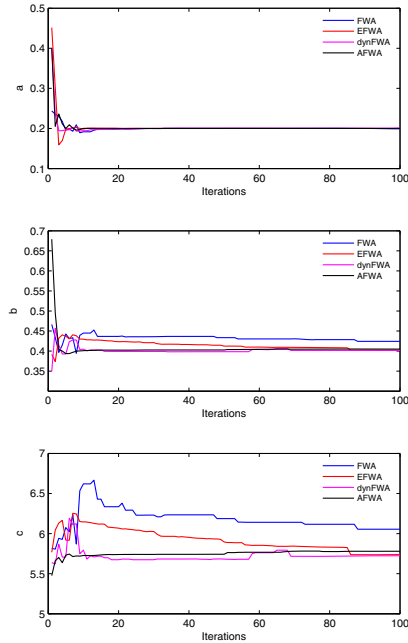 0.5
0.4
0.3
0.2
0.1
a
0 20 40 60 80 100
Iterations
FWA
EFWA
dynFWA
AFWA
0.7
0.65
0.6
0.55
0.5
0.45
0.4
0.35
b
0 20 40 60 80 100
Iterations
FWA
EFWA
dynFWA
AFWA
7
6.5
6
5.5
5
c
0 20 40 60 80 100
Iterations
FWA
EFWA
dynFWA
AFWA